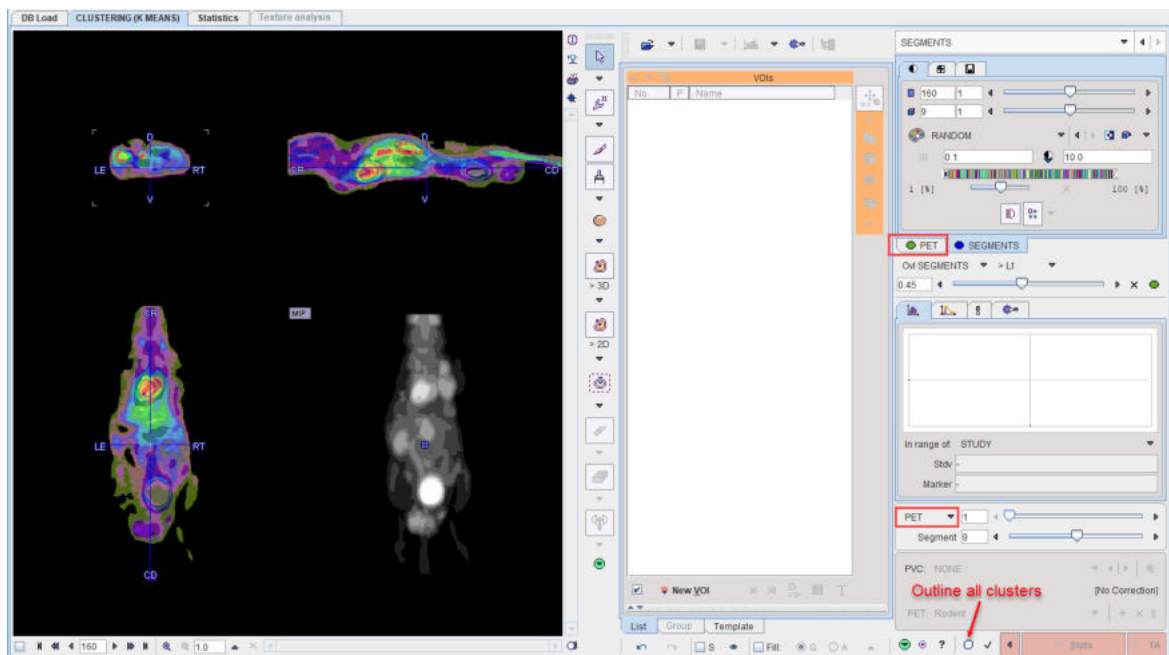 DB Load CLUSTERING (K MEANS) Statistics Texture analysis
SEGMENTS
VOIs
No. P Name
160 1
9 1
RANDOM
0.1 10.0
1 [%] 100 [%]
PET SEGMENTS
Ovl SEGMENTS > L1
0.45
D
LE RT
V
CR CD
> 3D
> 2D
CR
MIP
LE RT
CD
In range of: STUDY
Stdv -
Marker -
PET 1
Segment 9
PVC: NONE
[No Correction]
Outline all clusters
PET: Rodent
New VOI
List Group Template
160 1.0
S Fill: G A
? Stats TA